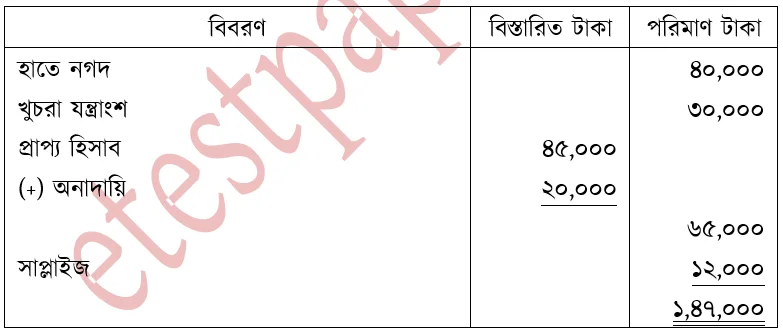 বিবরণ বিস্তারিত টাকা পরিমাণ টাকা
হাতে নগদ ৪০,০০০
খুচরা যন্ত্রাংশ ৩০,০০০
প্রাপ্য হিসাব ৪৫,০০০
(+) অনাদায়ি ২০,০০০
৬৫,০০০
সাপ্লাইজ ১২,০০০
১,৪৭,০০০
etestpap